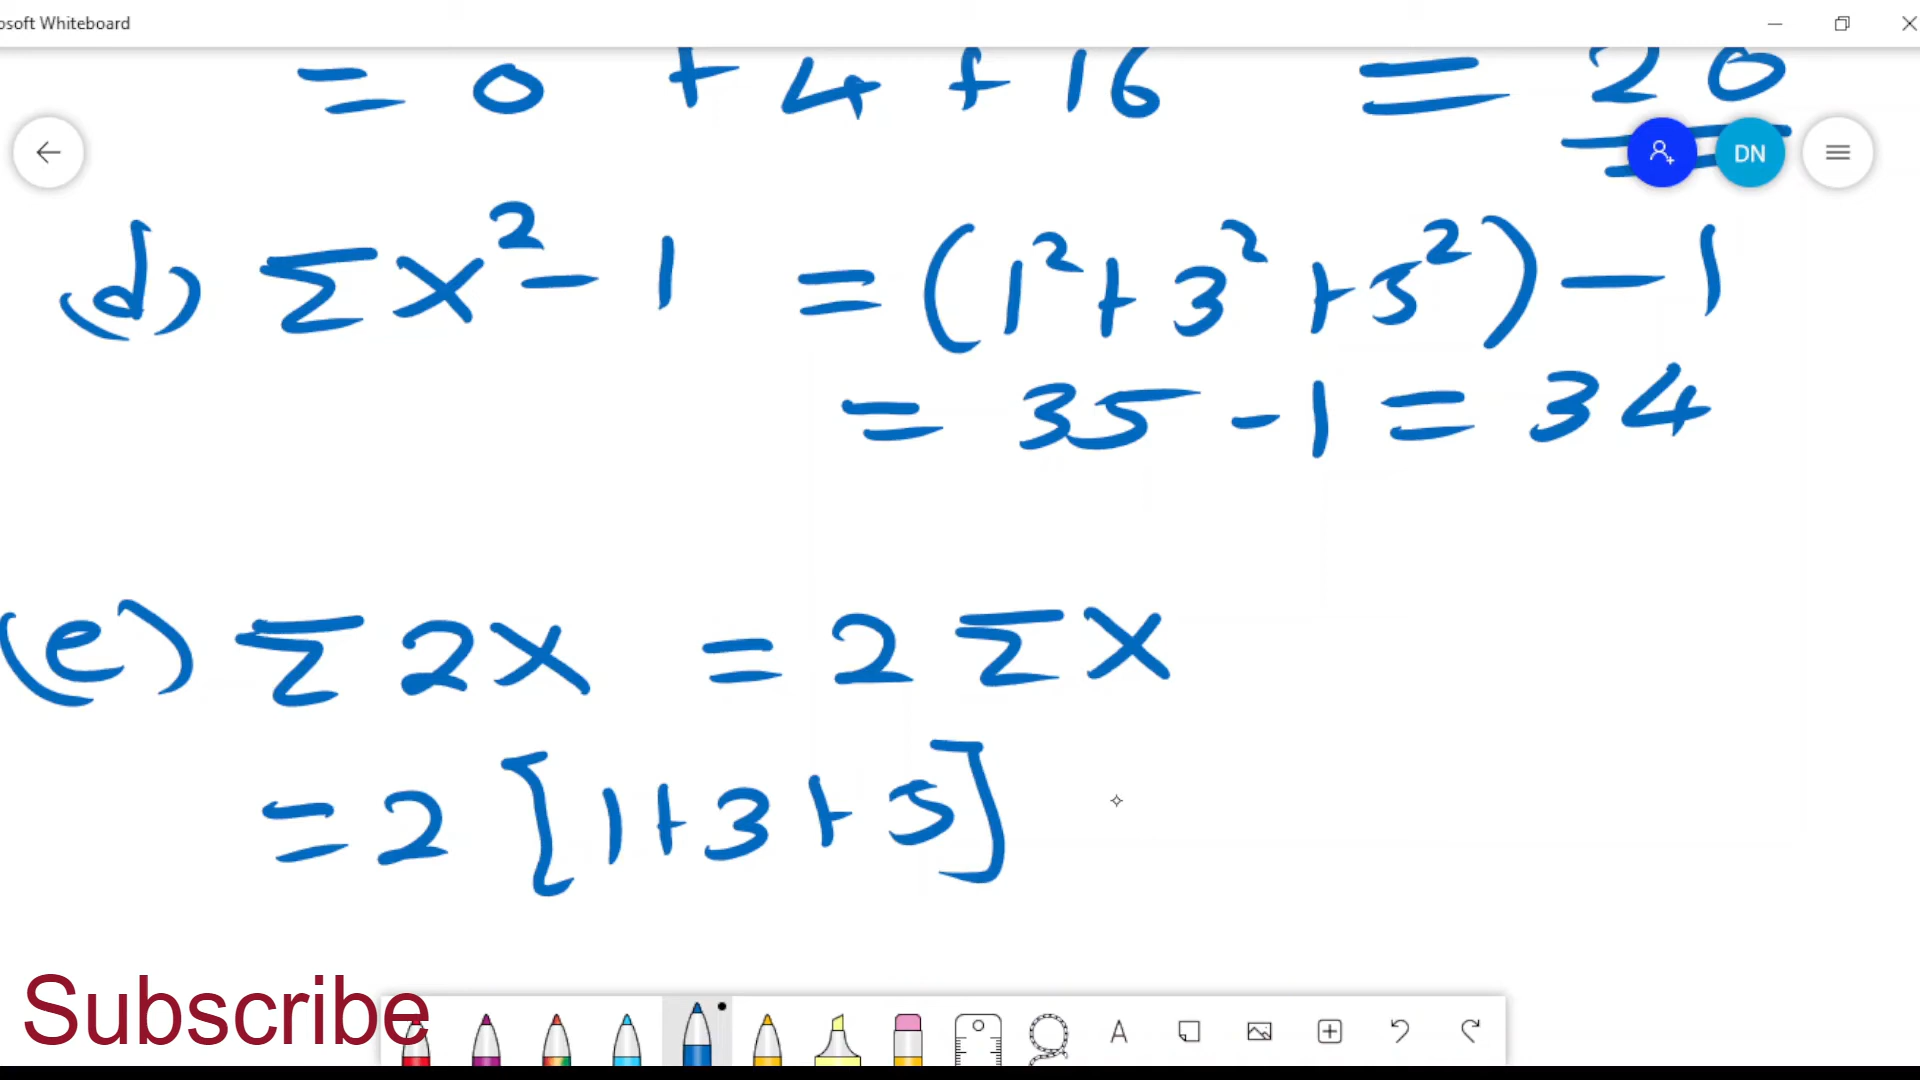 osoft Whiteboard
= 0 + 4 + 16 = 20
DN
(d) Σx² - 1 = (1² + 3² + 5²) - 1
= 35 - 1 = 34
(e) Σ2x = 2Σx
= 2[1+3+5]
Subscribe